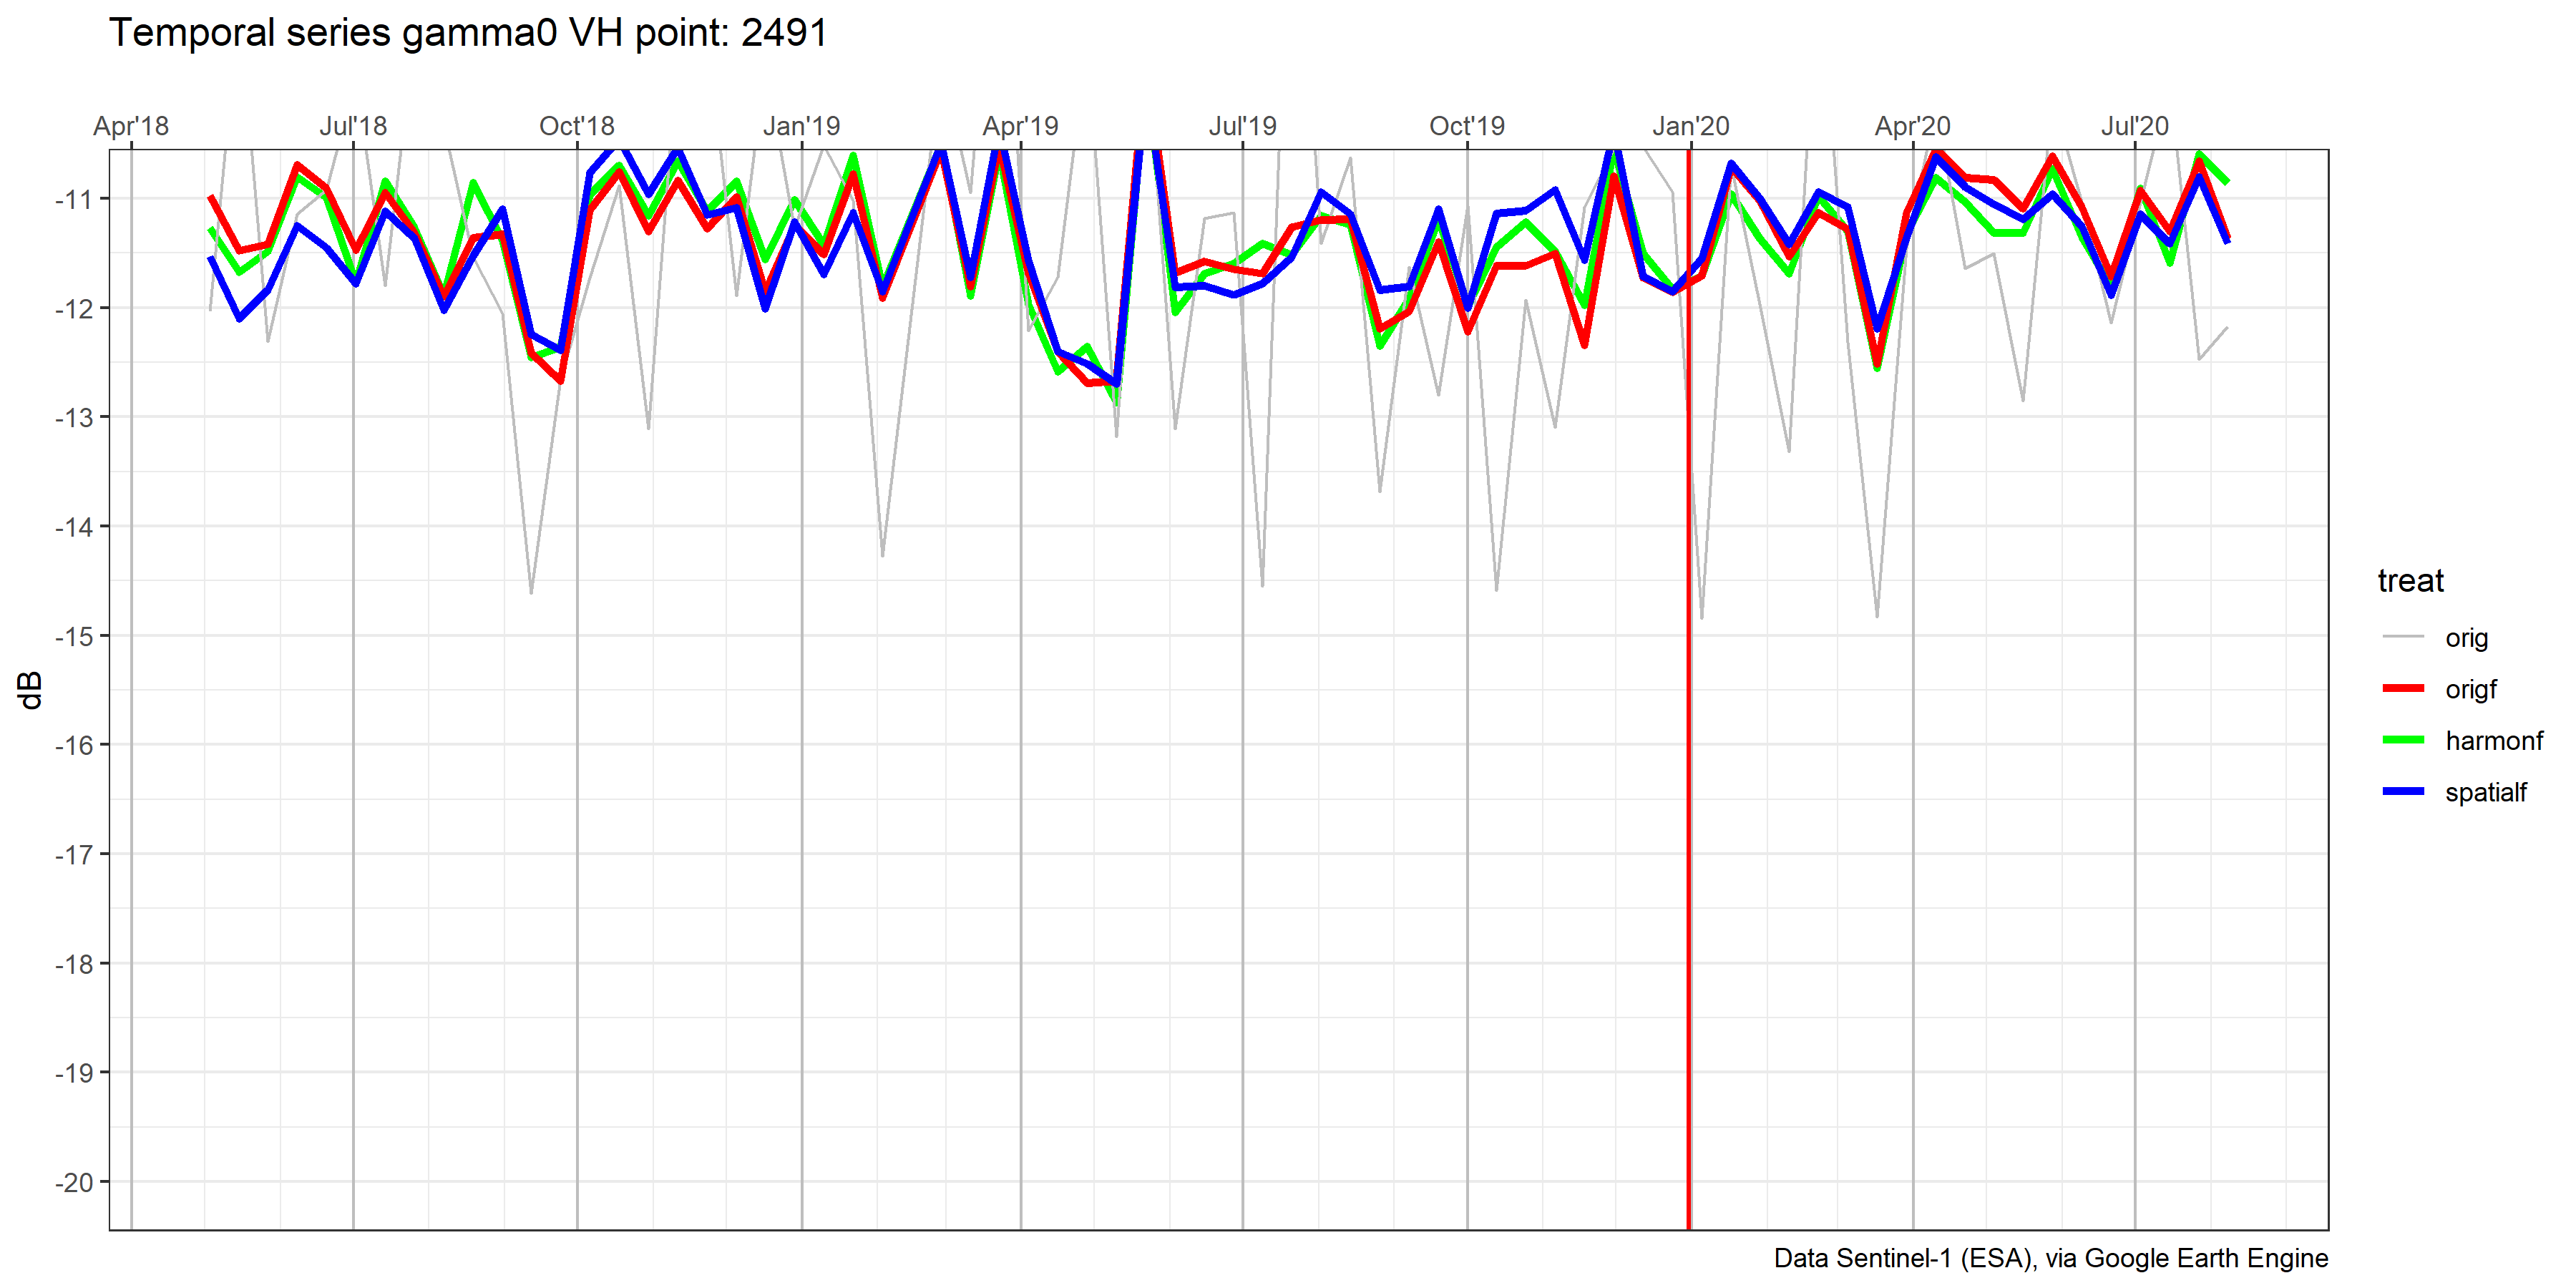 Temporal series gamma0 VH point: 2491
Apr'18 Jul'18 Oct'18 Jan'19 Apr'19 Jul'19 Oct'19 Jan'20 Apr'20 Jul'20
-11
-12
-13
-14
-15
-16
-17
-18
-19
-20
dB
treat
orig
origf
harmonf
spatialf
Data Sentinel-1 (ESA), via Google Earth Engine